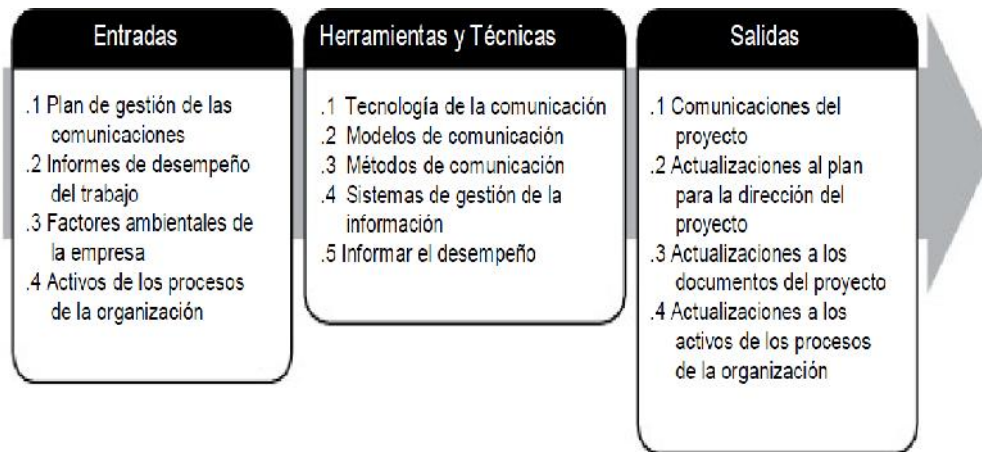 Entradas
.1 Plan de gestión de las
comunicaciones
.2 Informes de desempeño
del trabajo
.3 Factores ambientales de
la empresa
.4 Activos de los procesos
de la organización
Herramientas y Técnicas
.1 Tecnología de la comunicación
.2 Modelos de comunicación
.3 Métodos de comunicación
.4 Sistemas de gestión de la
información
.5 Informar el desempeño
Salidas
.1 Comunicaciones del
proyecto
.2 Actualizaciones al plan
para la dirección del
proyecto
.3 Actualizaciones a los
documentos del proyecto
.4 Actualizaciones a los
activos de los procesos
de la organización